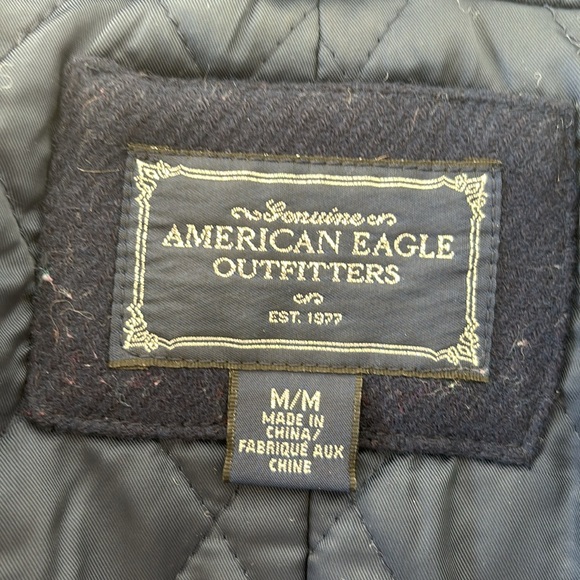 Genuine
AMERICAN EAGLE
OUTFITTERS
EST. 1977
M/M
MADE IN
CHINA/
FABRIQUÉ AUX
CHINE